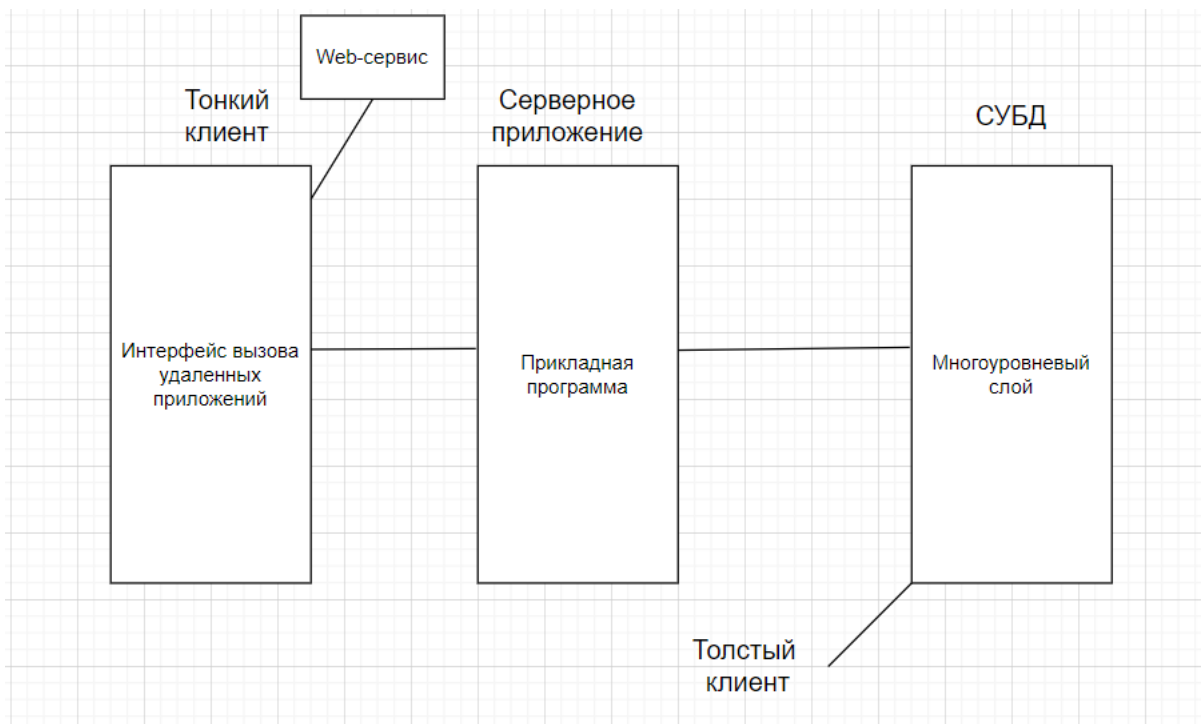 Web-сервис
Тонкий
клиент
Серверное
приложение
СУБД
Интерфейс вызова
удаленных
приложений
Прикладная
программа
Многоуровневый
слой
Толстый
клиент